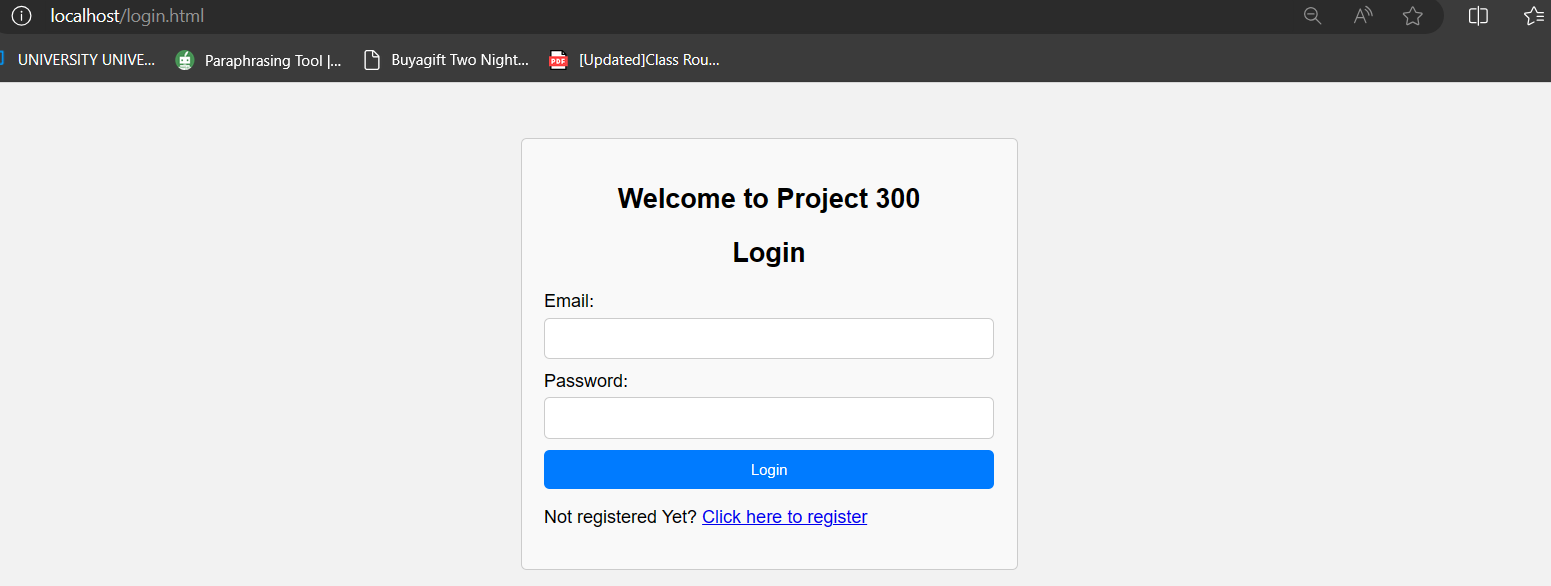 localhost/login.html
UNIVERSITY UNIVE... Paraphrasing Tool |... Buyagift Two Night... PDF [Updated]Class Rou...
Welcome to Project 300
Login
Email:
Password:
Login
Not registered Yet? Click here to register